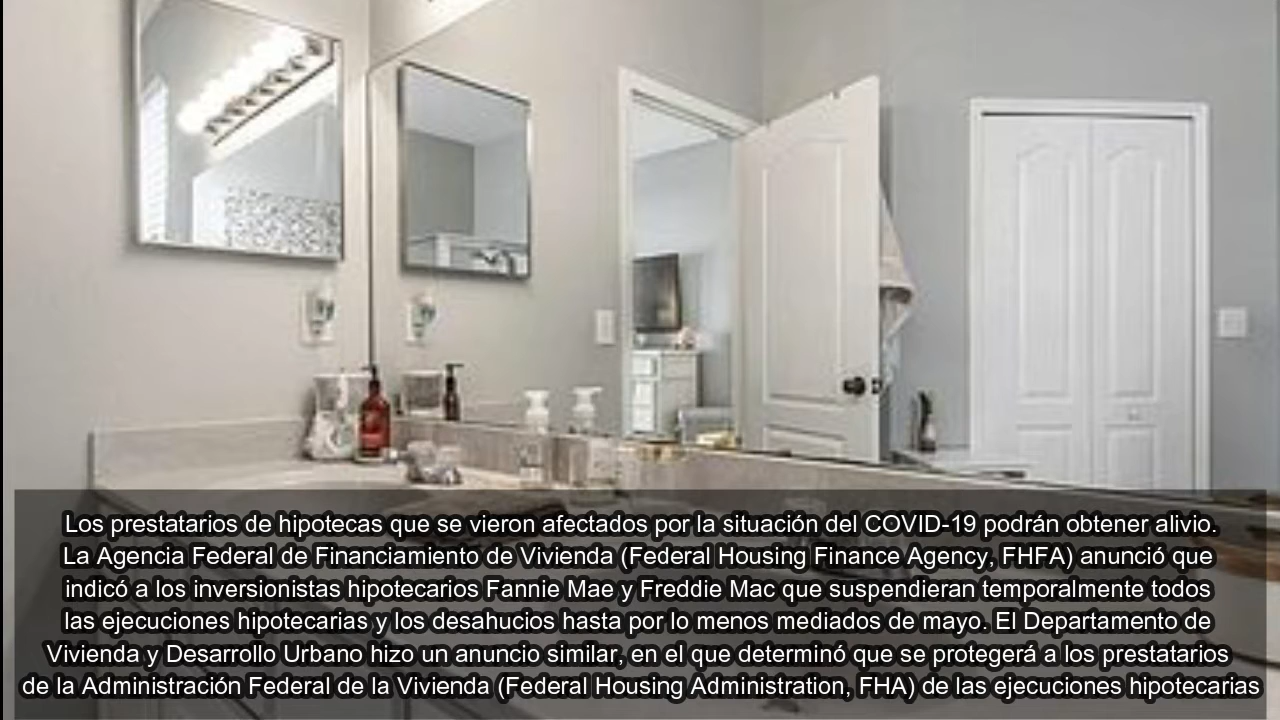 Los prestatarios de hipotecas que se vieron afectados por la situación del COVID-19 podrán obtener alivio.
La Agencia Federal de Financiamiento de Vivienda (Federal Housing Finance Agency, FHFA) anunció que
indicó a los inversionistas hipotecarios Fannie Mae y Freddie Mac que suspendieran temporalmente todos
las ejecuciones hipotecarias y los desahucios hasta por lo menos mediados de mayo. El Departamento de
Vivienda y Desarrollo Urbano hizo un anuncio similar, en el que determinó que se protegerá a los prestatarios
de la Administración Federal de la Vivienda (Federal Housing Administration, FHA) de las ejecuciones hipotecarias